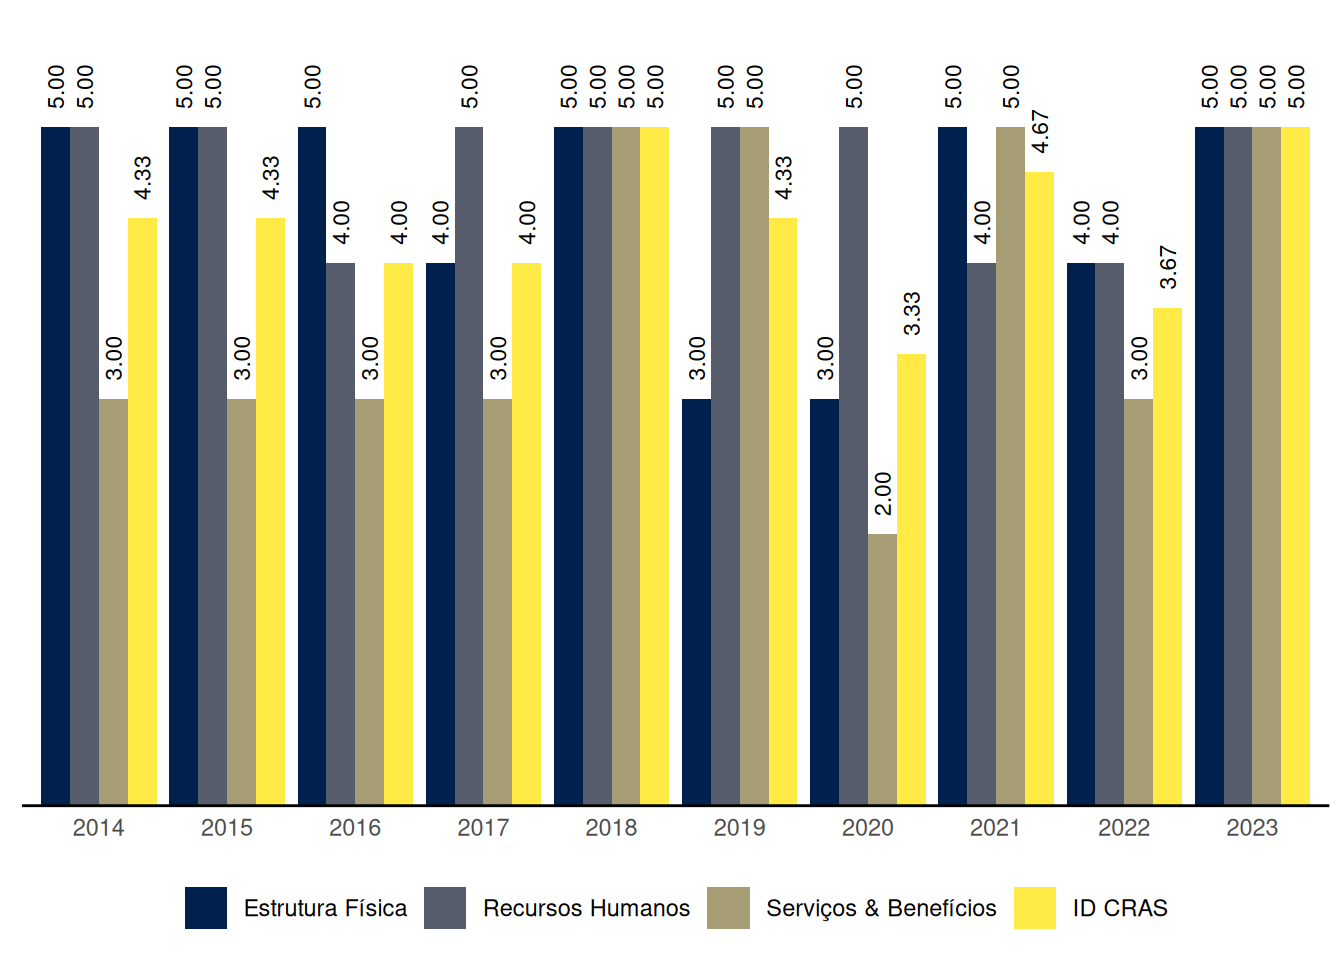 5.00 5.00 3.00 4.33
5.00 5.00 3.00 4.33
5.00 4.00 3.00 4.00
4.00 5.00 3.00 4.00
5.00 5.00 5.00 5.00
3.00 5.00 5.00 4.33
3.00 5.00 2.00 3.33
5.00 4.00 5.00 4.67
4.00 4.00 3.00 3.67
5.00 5.00 5.00 5.00
2014 2015 2016 2017 2018 2019 2020 2021 2022 2023
Estrutura Física Recursos Humanos Serviços & Benefícios ID CRAS